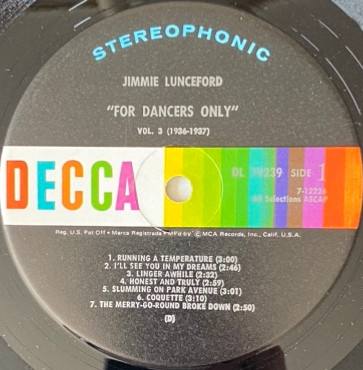 STEREOPHONIC
JIMMIE LUNCEFORD
"FOR DANCERS ONLY"
VOL. 3 (1936-1937)
DECCA
DL 79239 SIDE 1
7-12226
All Selections ASCAP
Reg. U.S. Pat Off • Marca Registrada • Mf'd by © MCA Records, Inc., Calif. U.S.A.
1. RUNNING A TEMPERATURE (3:00)
2. I'LL SEE YOU IN MY DREAMS (2:46)
3. LINGER AWHILE (2:32)
4. HONEST AND TRULY (2:59)
5. SLUMMING ON PARK AVENUE (3:01)
6. COQUETTE (3:10)
7. THE MERRY-GO-ROUND BROKE DOWN (2:50)
(D)